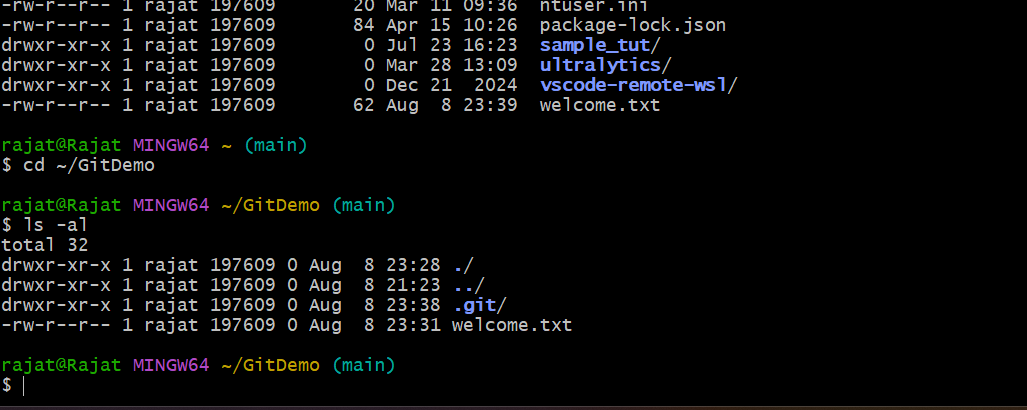 -rw-r--r-- 1 rajat 197609       20 Mar 11 09:36  ntuser.ini
-rw-r--r-- 1 rajat 197609       84 Apr 15 10:26  package-lock.json
drwxr-xr-x 1 rajat 197609        0 Jul 23 16:23  sample_tut/
drwxr-xr-x 1 rajat 197609        0 Mar 28 13:09  ultralytics/
drwxr-xr-x 1 rajat 197609        0 Dec 21  2024  vscode-remote-wsl/
-rw-r--r-- 1 rajat 197609       62 Aug  8 23:39  welcome.txt
rajat@Rajat MINGW64 ~ (main)
$ cd ~/GitDemo
rajat@Rajat MINGW64 ~/GitDemo (main)
$ ls -al
total 32
drwxr-xr-x 1 rajat 197609 0 Aug  8 23:28 ./
drwxr-xr-x 1 rajat 197609 0 Aug  8 21:23 ../
drwxr-xr-x 1 rajat 197609 0 Aug  8 23:38 .git/
-rw-r--r-- 1 rajat 197609 0 Aug  8 23:31 welcome.txt
rajat@Rajat MINGW64 ~/GitDemo (main)
$